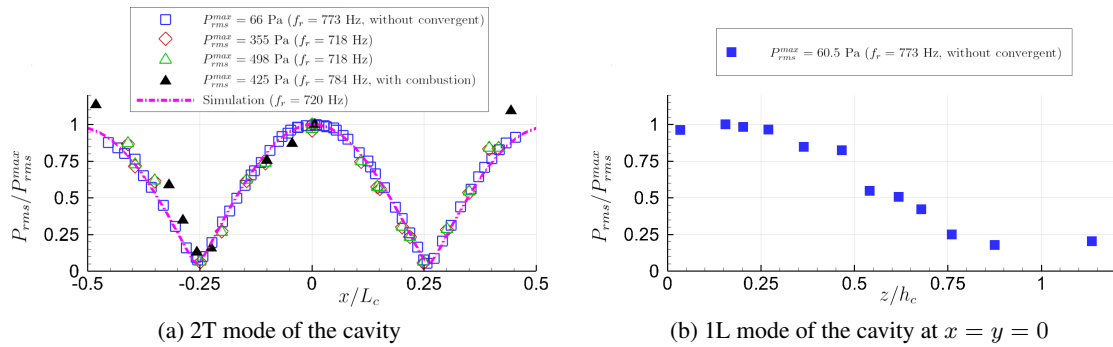 P_{rms}^{max} = 66 Pa (f_r = 773 Hz, without convergent)
P_{rms}^{max} = 355 Pa (f_r = 718 Hz)
P_{rms}^{max} = 498 Pa (f_r = 718 Hz)
P_{rms}^{max} = 425 Pa (f_r = 784 Hz, with combustion)
Simulation (f_r = 720 Hz)
P_{rms}/P_{rms}^{max}
1
0.75
0.5
0.25
0
-0.5 -0.25 0 0.25 0.5
x/L_c
(a) 2T mode of the cavity
P_{rms}^{max} = 60.5 Pa (f_r = 773 Hz, without convergent)
P_{rms}/P_{rms}^{max}
1
0.75
0.5
0.25
0
0 0.25 0.5 0.75 1
z/h_c
(b) 1L mode of the cavity at x = y = 0